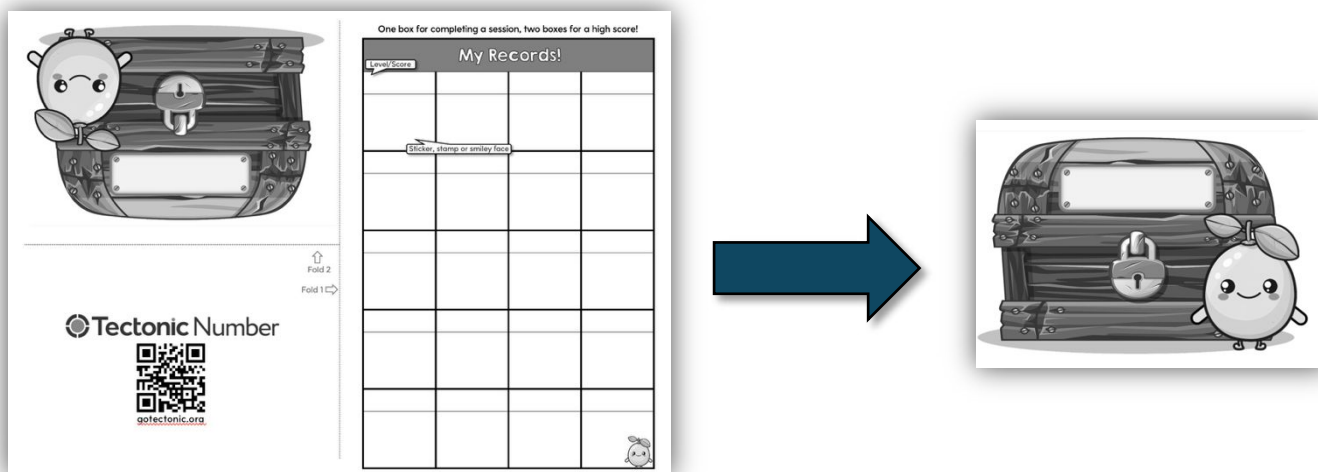 One box for completing a session, two boxes for a high score!
My Records!
Level/Score
Sticker, stamp or smiley face
Fold 2
Fold 1
Tectonic Number
gotectonic.org